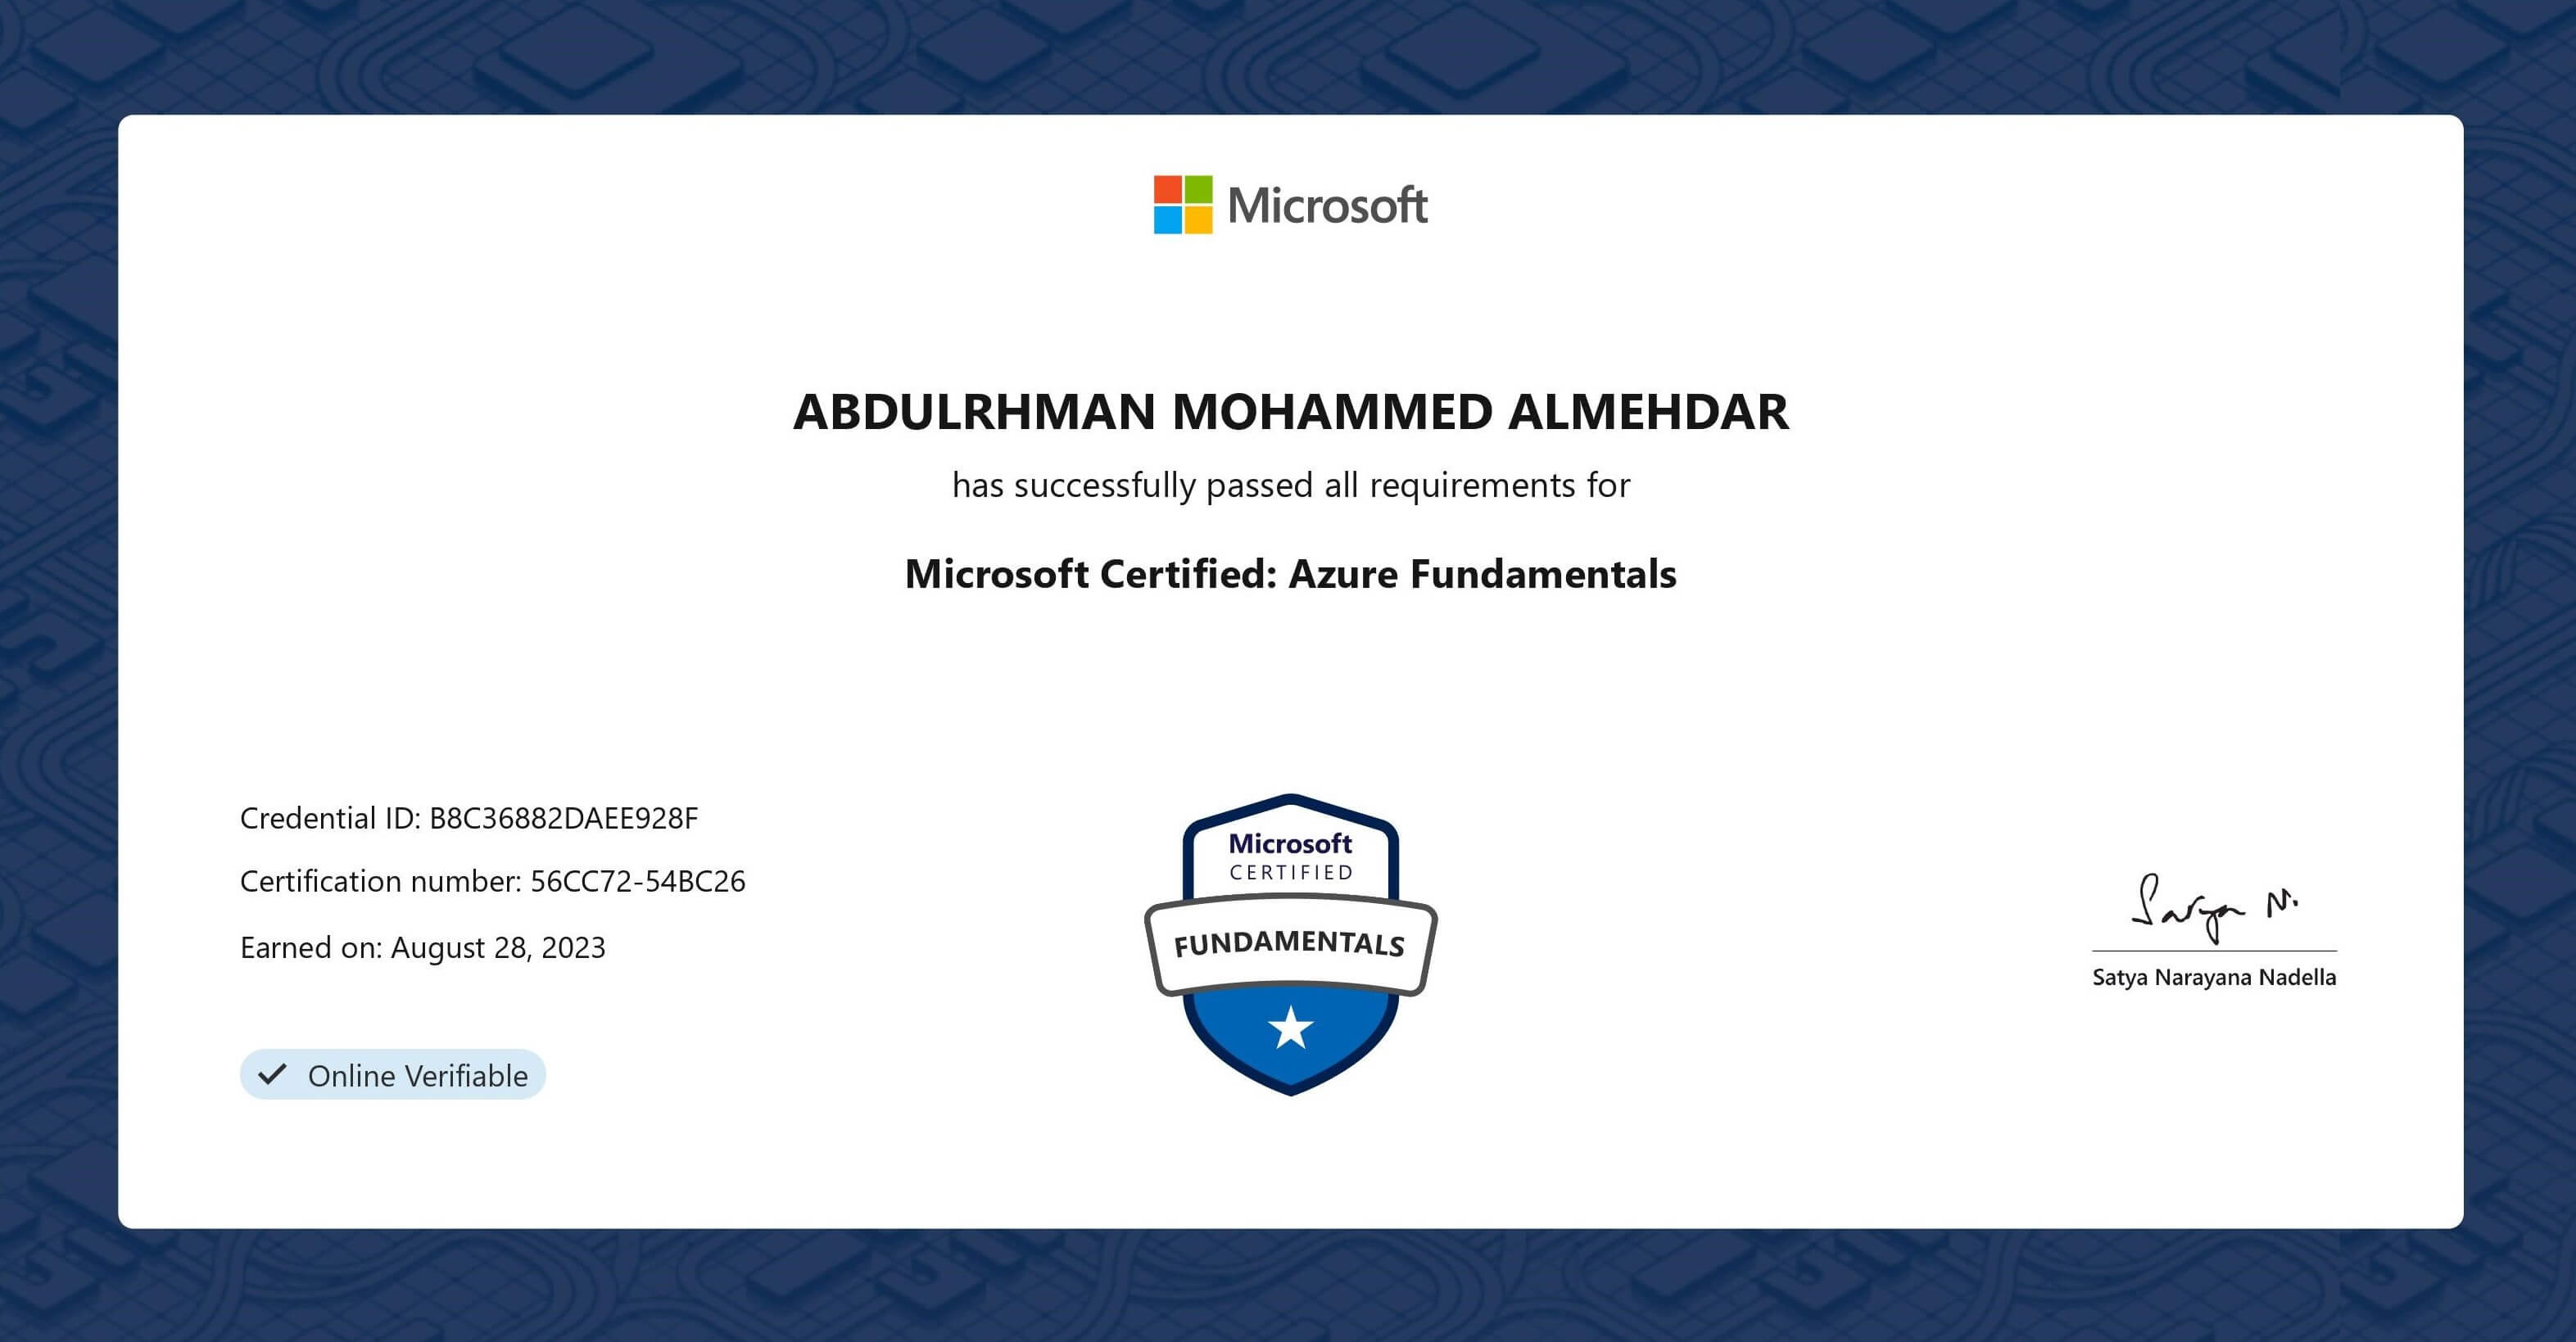 Microsoft
ABDULRHMAN MOHAMMED ALMEHDAR
has successfully passed all requirements for
Microsoft Certified: Azure Fundamentals
Credential ID: B8C36882DAEE928F
Certification number: 56CC72-54BC26
Earned on: August 28, 2023
Online Verifiable
Microsoft
CERTIFIED
FUNDAMENTALS
Satya N.
Satya Narayana Nadella